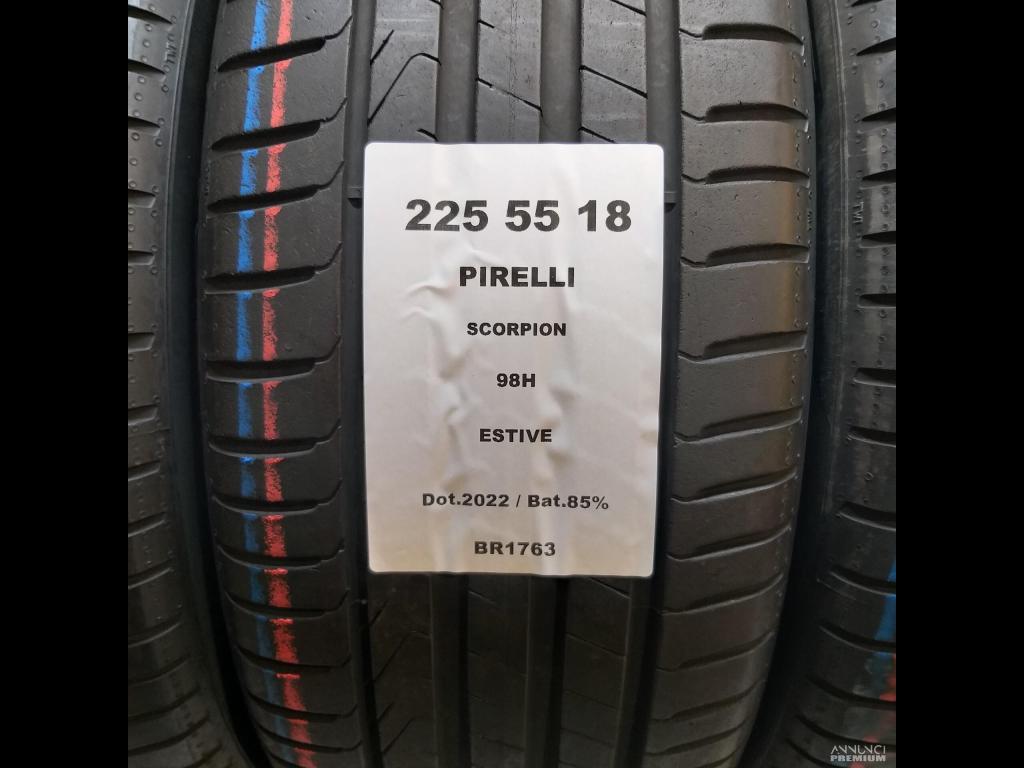 225 55 18
PIRELLI
SCORPION
98H
ESTIVE
Dot.2022 / Bat.85%
BR1763
ANNUNCI
PREMIUM